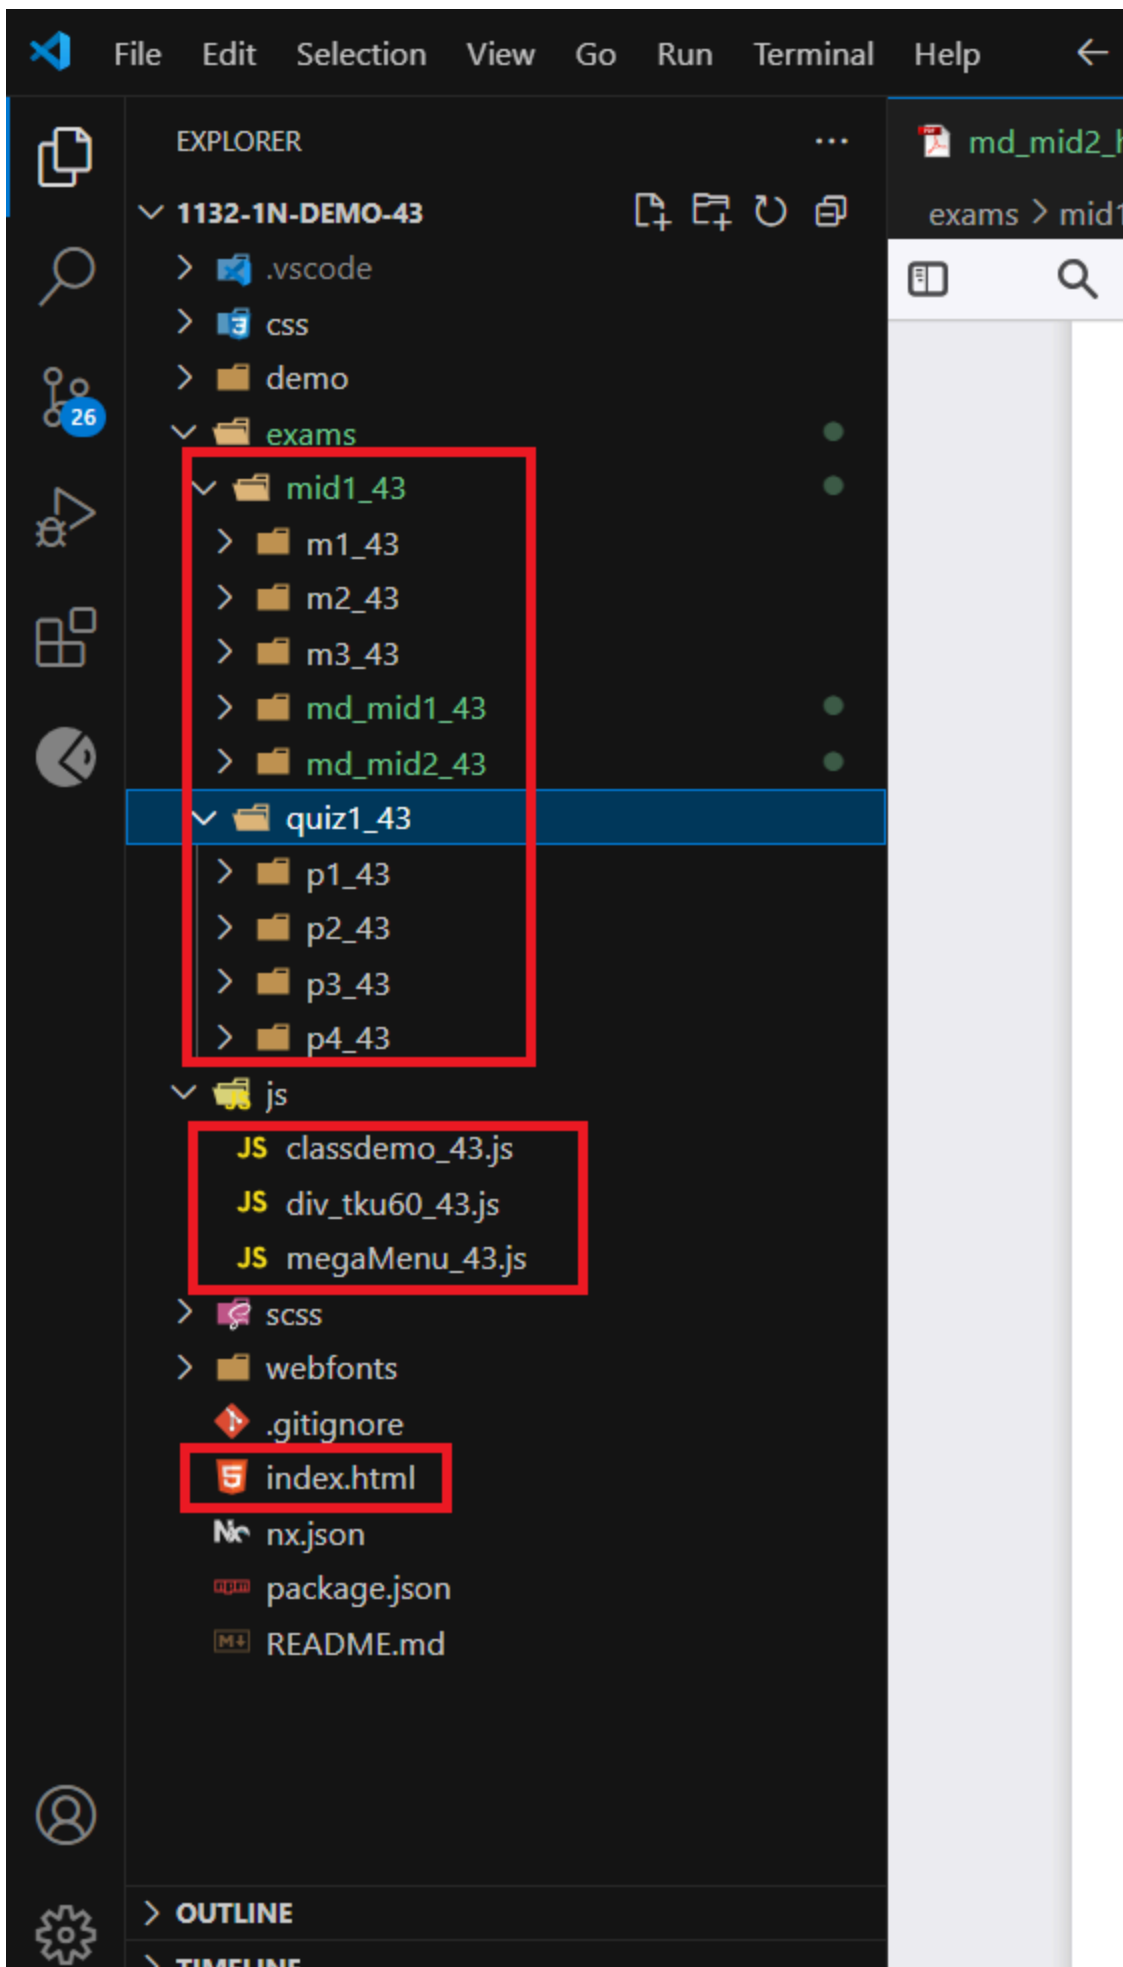 File Edit Selection View Go Run Terminal Help
EXPLORER
md_mid2_
1132-1N-DEMO-43
exams > mid1
.vscode
css
demo
26
exams
mid1_43
m1_43
m2_43
m3_43
md_mid1_43
md_mid2_43
quiz1_43
p1_43
p2_43
p3_43
p4_43
js
JS classdemo_43.js
JS div_tku60_43.js
JS megaMenu_43.js
scss
webfonts
.gitignore
index.html
nx.json
package.json
README.md
OUTLINE
TIMELINE